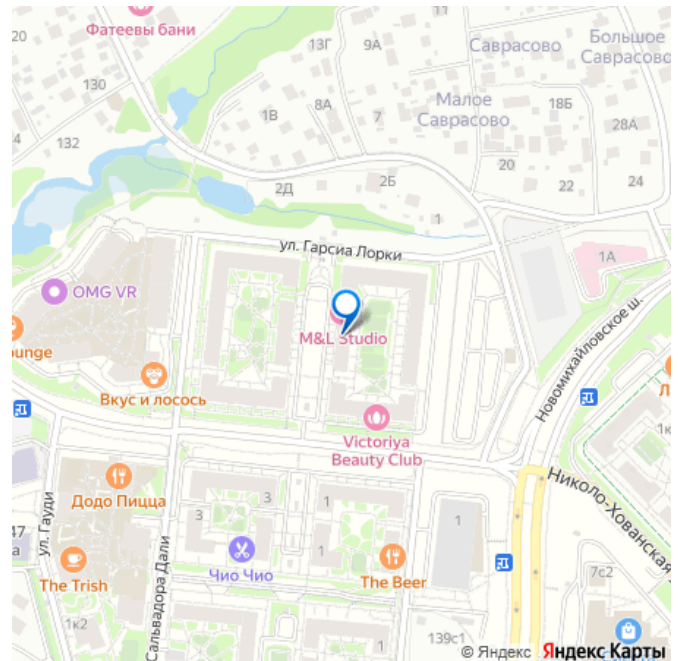 Фатеевы бани
20
2
13Г
9А
Саврасово
Большое
Саврасово
130
Малое
Саврасово
18Б
1В
8А
7
28А
132
20
2Д
2Б
22
24
1
ул. Гарсиа Лорки
1А
OMG VR
M&L Studio
Новомихайловское ш.
ounge
Вкус и лосось
Л
Victoriya
Beauty Club
1к
Додо Пицца
Николо-Хованская
ул. Гауди
Сальвадора Дали
3
3
1
1
1
47
а
The Trish
Чио Чио
The Beer
7с2
1к2
139с1
© Яндекс Яндекс Карты